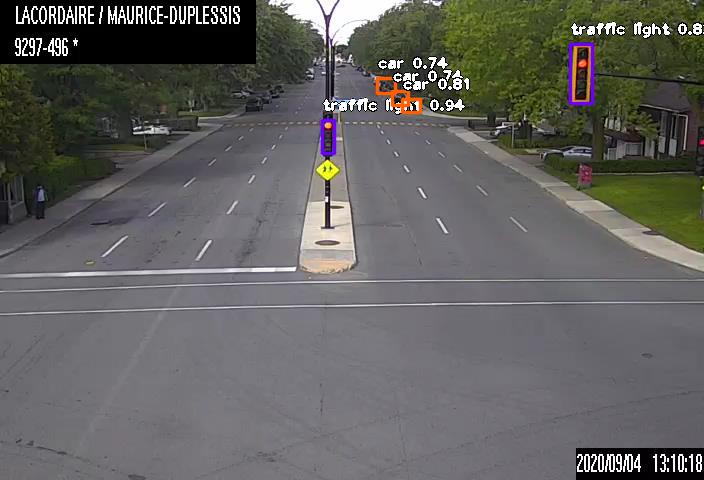 LACORDAIRE / MAURICE-DUPLESSIS
9297-496 *
traffic light 0.8
car 0.74
car 0.74
car 0.81
traffic light 0.94
2020/09/04 13:10:18